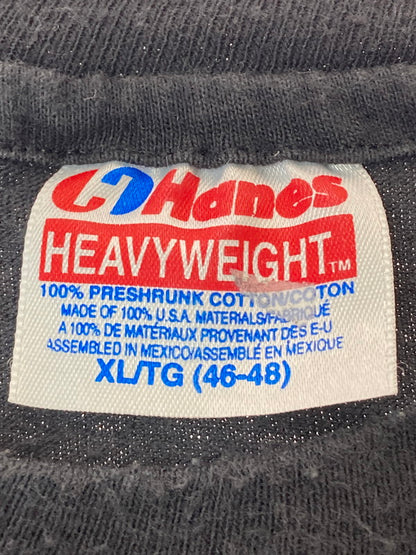 Hanes
HEAVYWEIGHT™
100% PRESHRUNK COTTON/COTON
MADE OF 100% U.S.A. MATERIALS/FABRIQUÉ
A 100% DE MATÉRIAUX PROVENANT DES E-U
ASSEMBLED IN MEXICO/ASSEMBLÉ EN MEXIQUE
XL/TG (46-48)